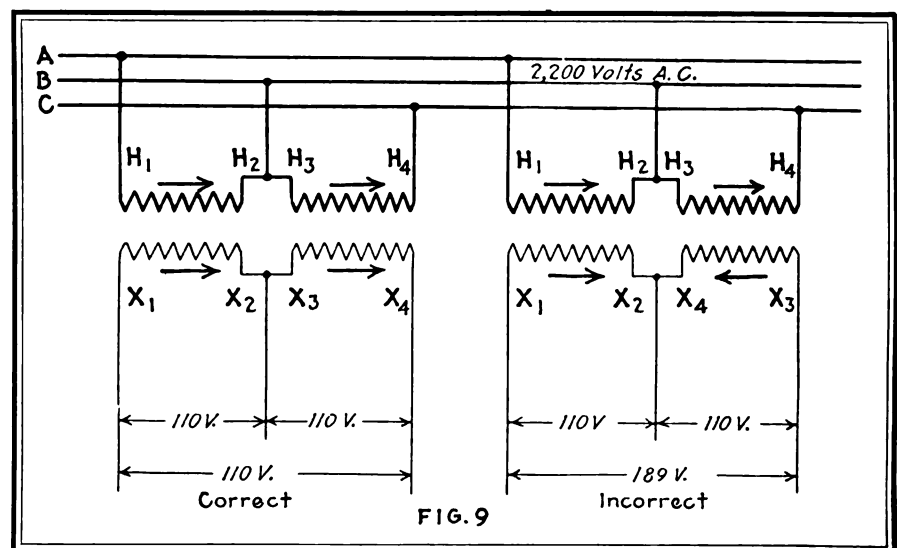 A
2,200 Volts A.C.
B
C
H1 H2 H3 H4 H1 H2 H3 H4
X1 X2 X3 X4 X1 X2 X4 X3
110 V. 110 V. 110 V 110 V.
110 V. 189 V.
Correct Incorrect
FIG. 9